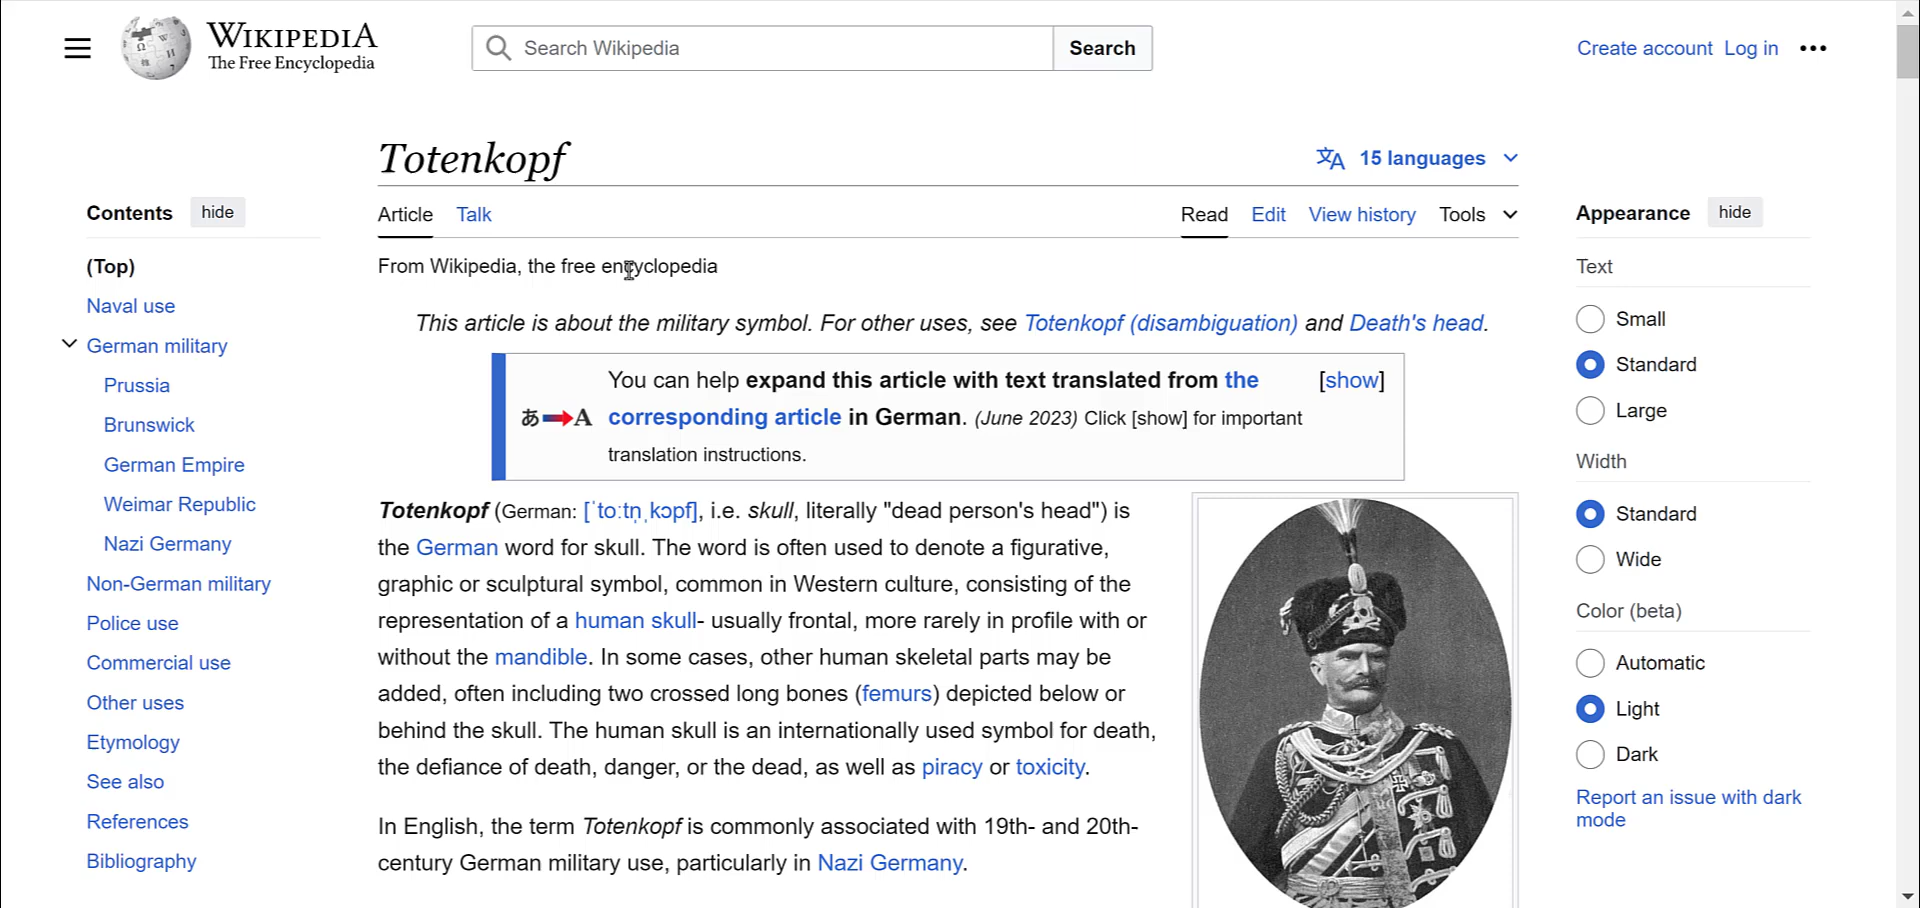 WIKIPEDIA
The Free Encyclopedia
Search Wikipedia
Search
Create account Log in
Totenkopf
文A 15 languages
Contents hide
Article Talk
Read Edit View history Tools
Appearance hide
(Top)
Naval use
German military
Prussia
Brunswick
German Empire
Weimar Republic
Nazi Germany
Non-German military
Police use
Commercial use
Other uses
Etymology
See also
References
Bibliography
From Wikipedia, the free encyclopedia
This article is about the military symbol. For other uses, see Totenkopf (disambiguation) and Death's head.
You can help expand this article with text translated from the
corresponding article in German. (June 2023) Click [show] for important
translation instructions.
[show]
あ A
Totenkopf (German: [ˈtoːtn̩ˌkɔpf], i.e. skull, literally "dead person's head") is
the German word for skull. The word is often used to denote a figurative,
graphic or sculptural symbol, common in Western culture, consisting of the
representation of a human skull- usually frontal, more rarely in profile with or
without the mandible. In some cases, other human skeletal parts may be
added, often including two crossed long bones (femurs) depicted below or
behind the skull. The human skull is an internationally used symbol for death,
the defiance of death, danger, or the dead, as well as piracy or toxicity.
In English, the term Totenkopf is commonly associated with 19th- and 20th-
century German military use, particularly in Nazi Germany.
Text
Small
Standard
Large
Width
Standard
Wide
Color (beta)
Automatic
Light
Dark
Report an issue with dark
mode